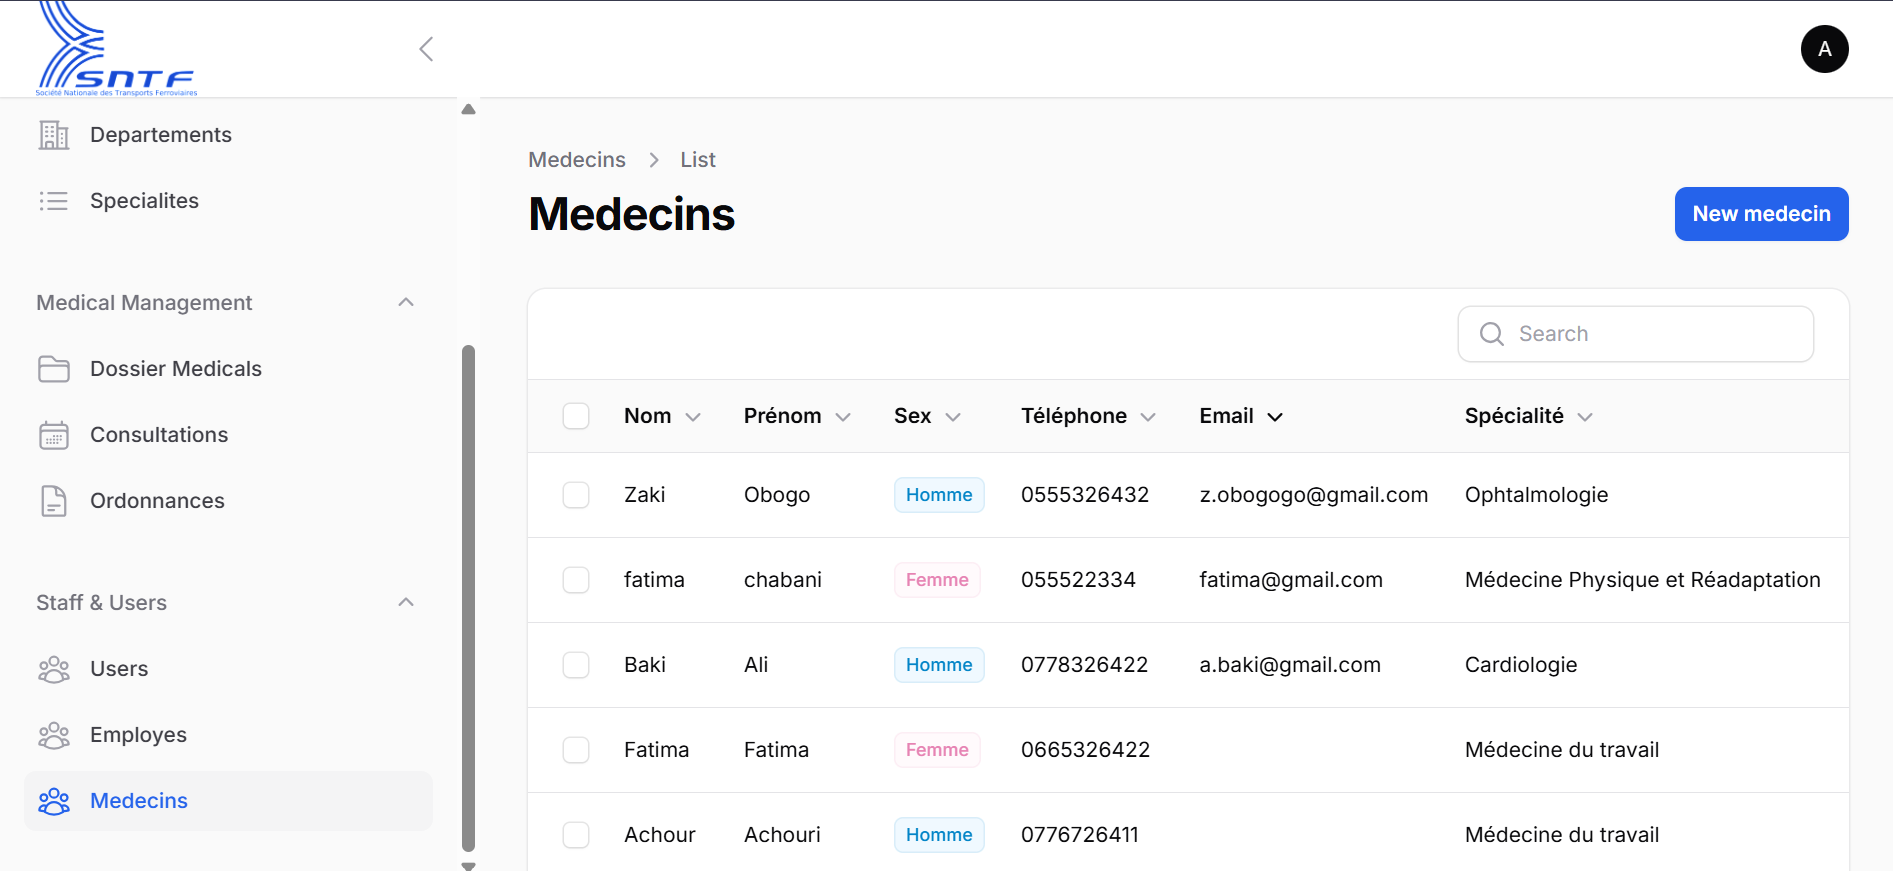 SNTF
Société Nationale des Transports Ferroviaires
A
Departements
Specialites
Medical Management
Dossier Medicals
Consultations
Ordonnances
Staff & Users
Users
Employes
Medecins
Medecins > List
Medecins
New medecin
Search
Nom Prénom Sex Téléphone Email Spécialité
Zaki Obogo Homme 0555326432 z.obogogo@gmail.com Ophtalmologie
fatima chabani Femme 055522334 fatima@gmail.com Médecine Physique et Réadaptation
Baki Ali Homme 0778326422 a.baki@gmail.com Cardiologie
Fatima Fatima Femme 0665326422 Médecine du travail
Achour Achouri Homme 0776726411 Médecine du travail